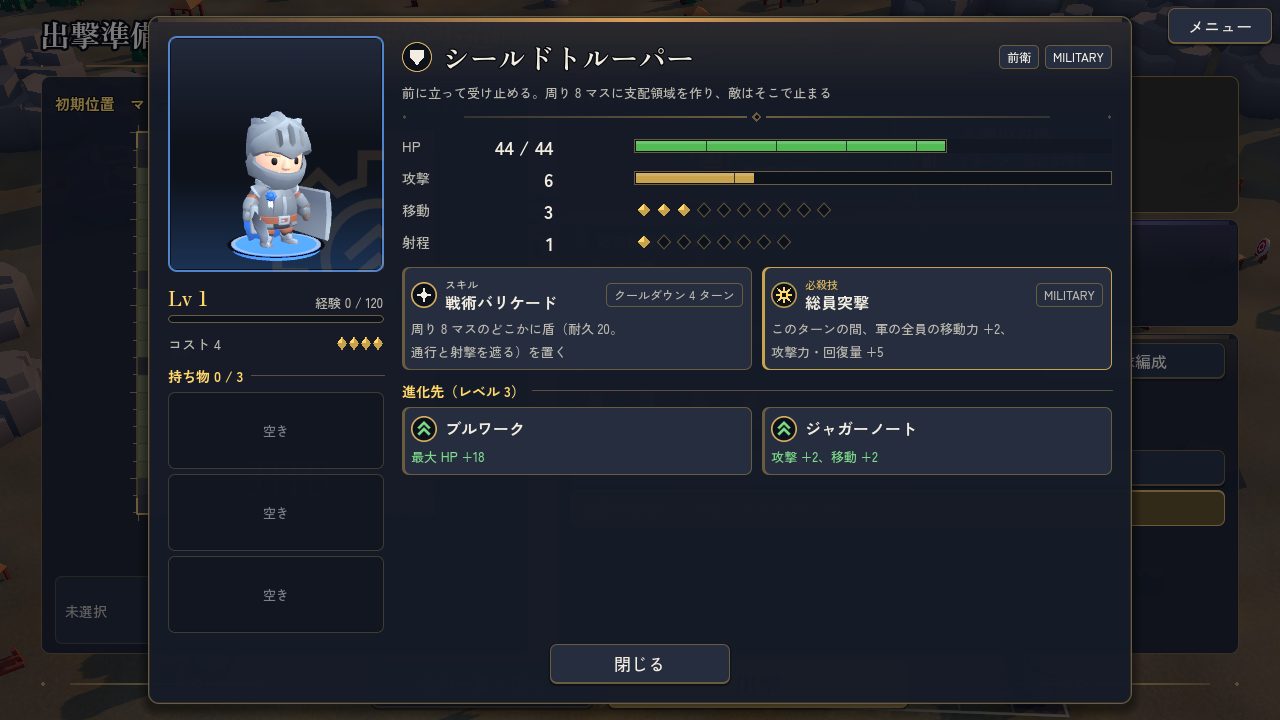 出撃準備
メニュー
初期位置
シールドトルーパー
前衛
MILITARY
前に立って受け止める。周り 8 マスに支配領域を作り、敵はそこで止まる
HP
44 / 44
攻撃
6
移動
3
射程
1
Lv 1
経験 0 / 120
コスト 4
持ち物 0 / 3
空き
空き
空き
スキル
戦術バリケード
クールダウン 4 ターン
周り 8 マスのどこかに盾（耐久 20。
通行と射撃を遮る）を置く
必殺技
総員突撃
MILITARY
このターンの間、軍の全員の移動力 +2、
攻撃力・回復量 +5
進化先（レベル 3）
ブルワーク
最大 HP +18
ジャガーノート
攻撃 +2、移動 +2
編成
未選択
閉じる